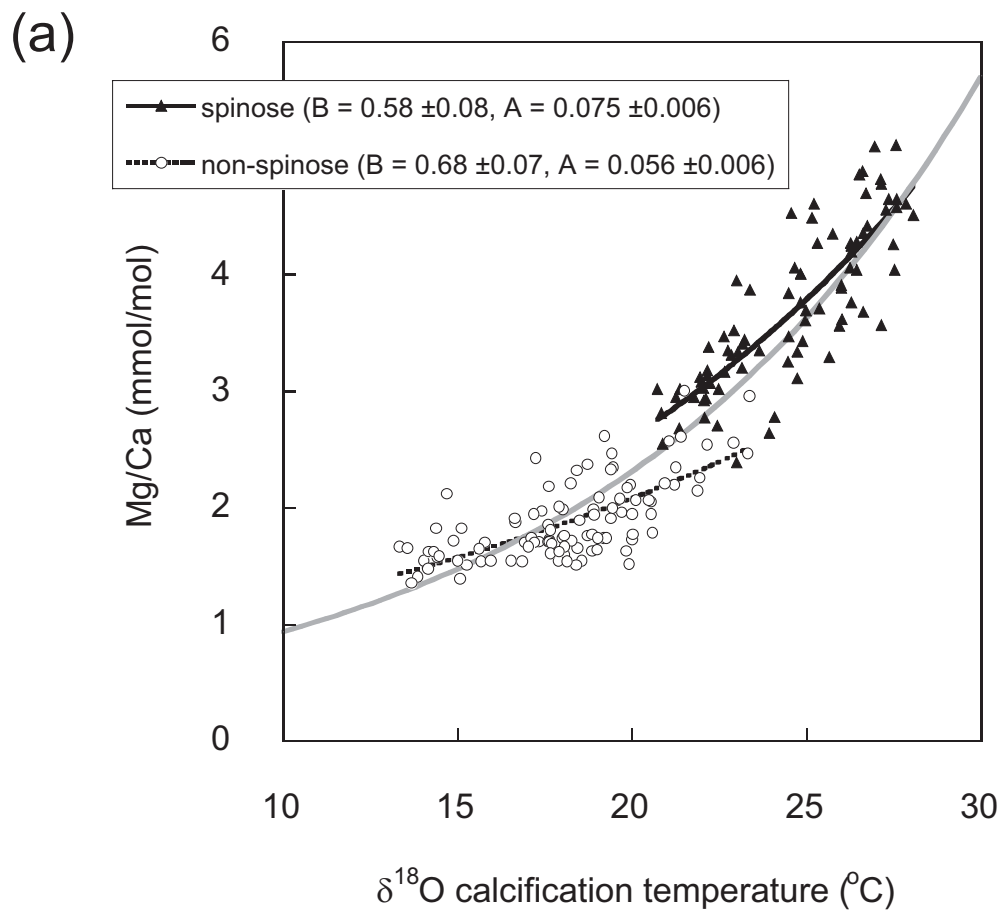 (a)
6
spinose (B = 0.58 ±0.08, A = 0.075 ±0.006)
non-spinose (B = 0.68 ±0.07, A = 0.056 ±0.006)
Mg/Ca (mmol/mol)
4
3
2
1
0
10 15 20 25 30
δ¹⁸O calcification temperature (°C)